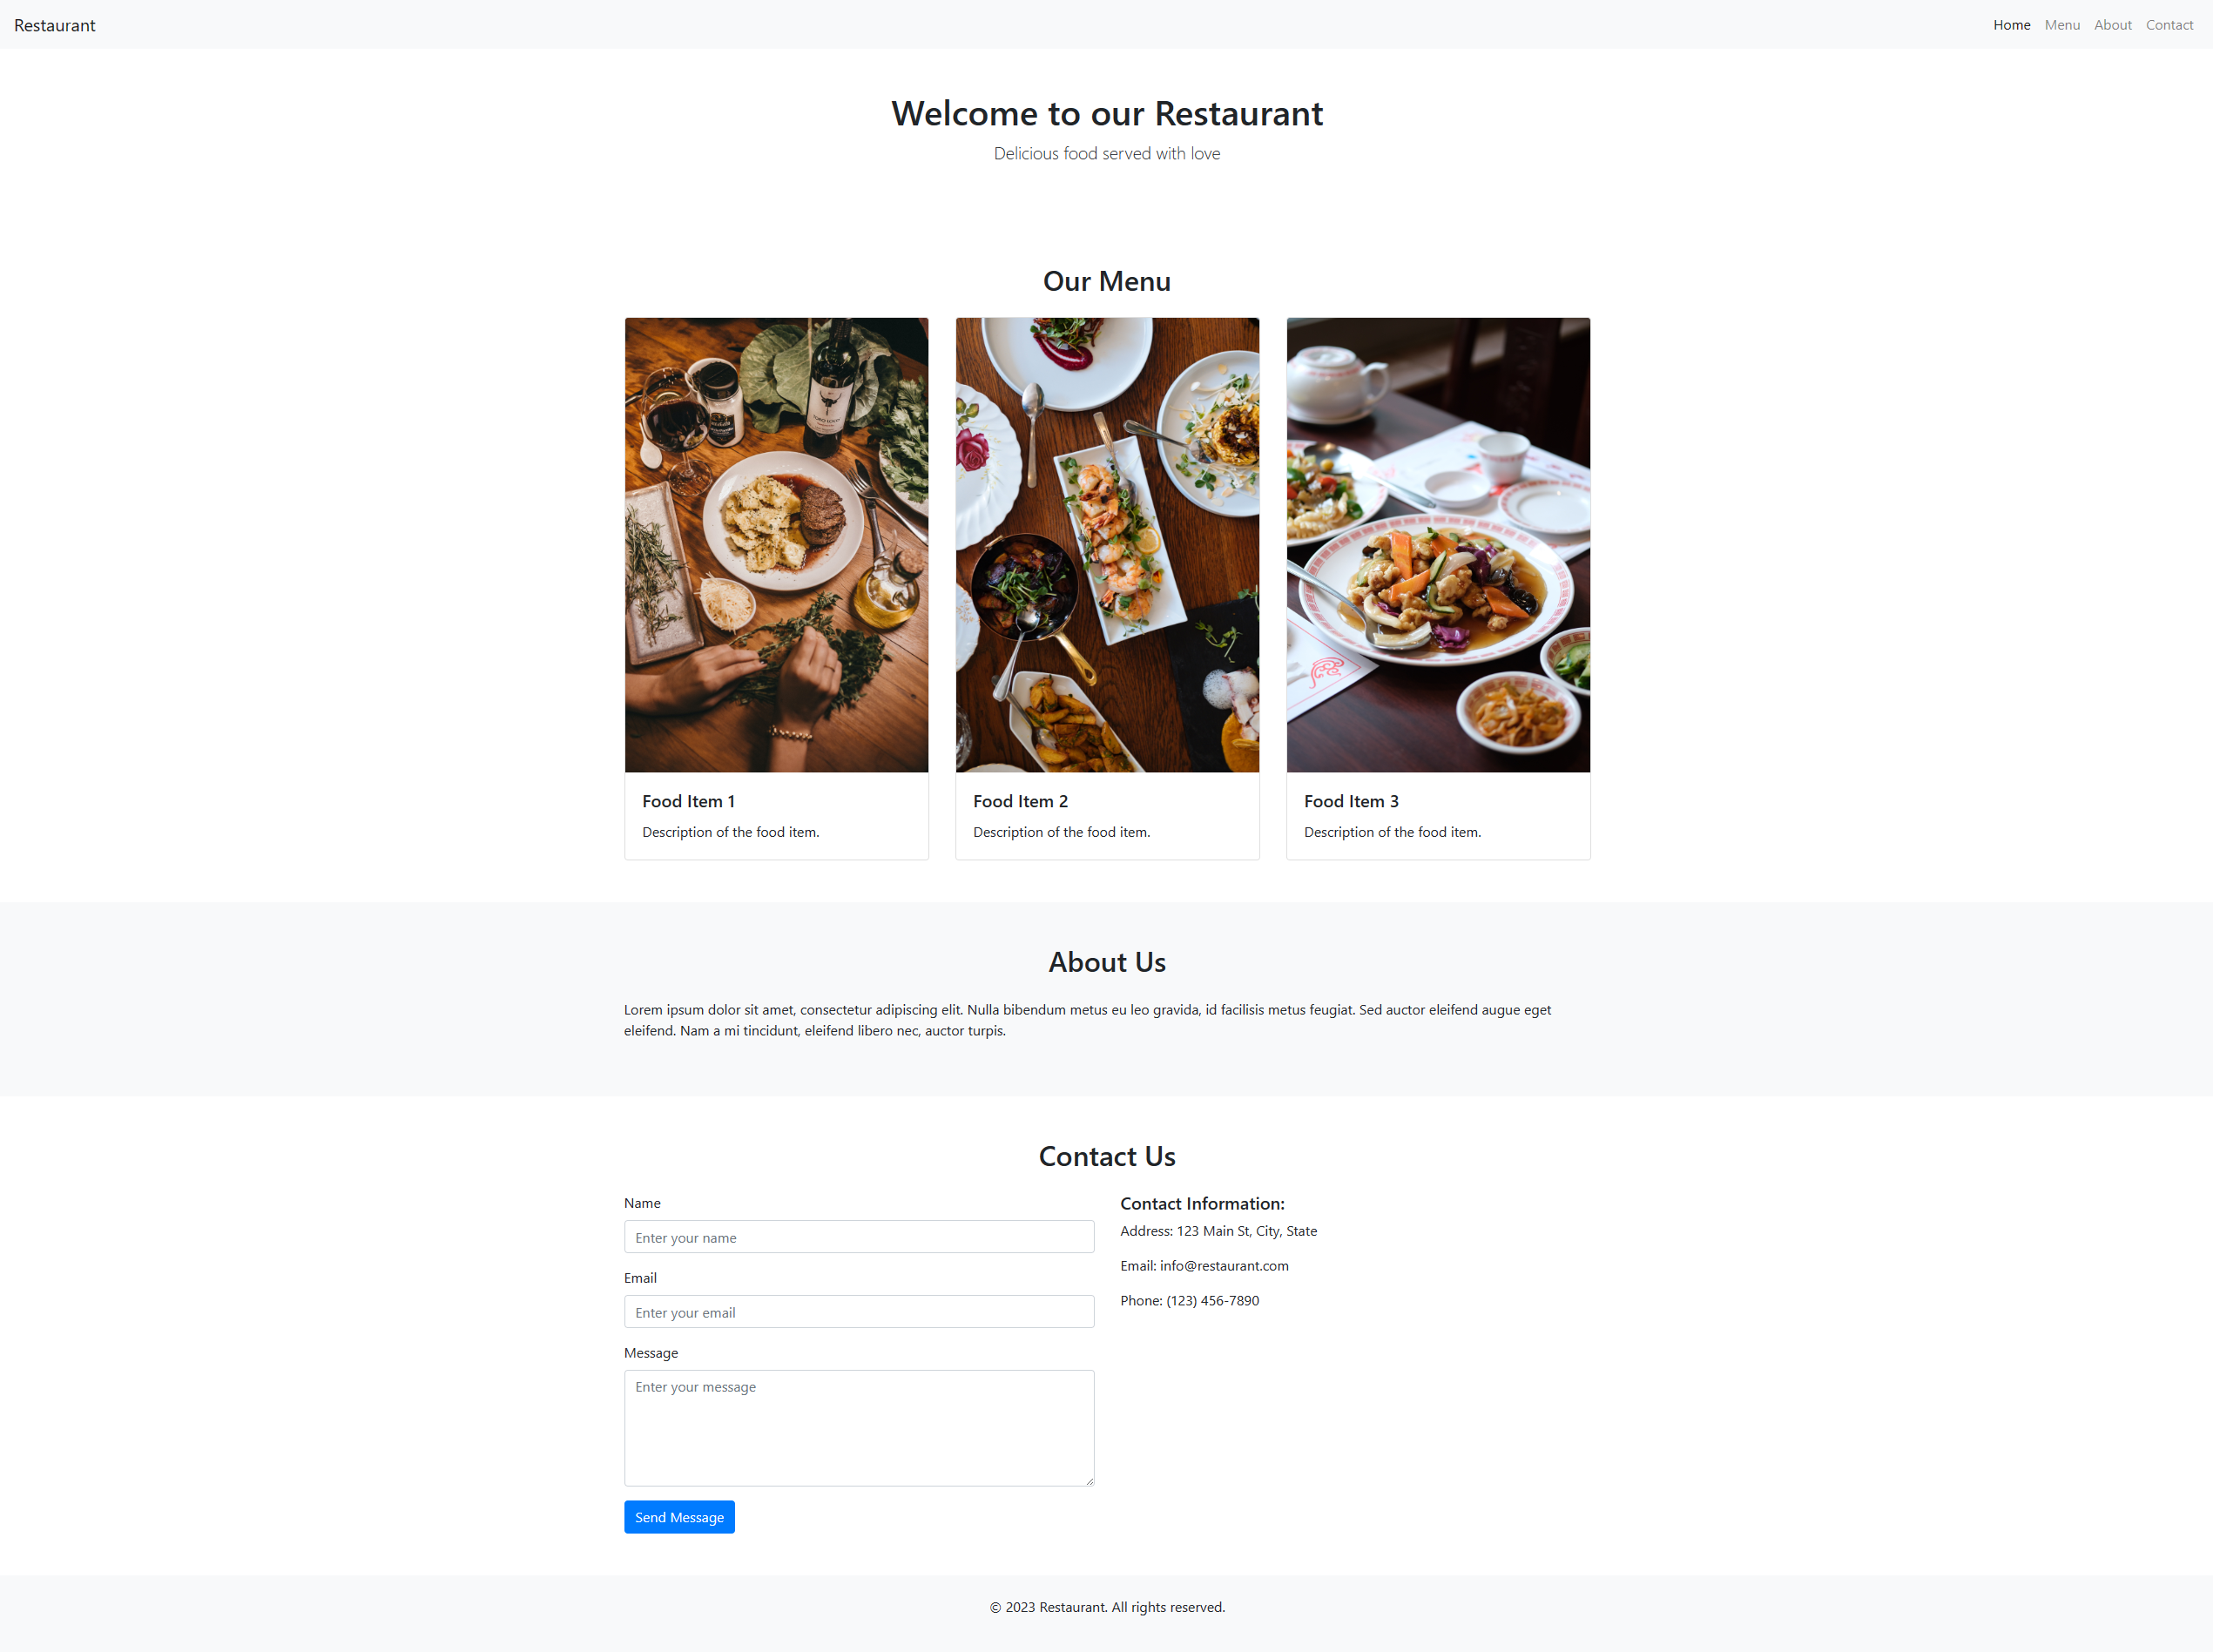 Restaurant
Home Menu About Contact
Welcome to our Restaurant
Delicious food served with love
Our Menu
Food Item 1
Description of the food item.
Food Item 2
Description of the food item.
Food Item 3
Description of the food item.
About Us
Lorem ipsum dolor sit amet, consectetur adipiscing elit. Nulla bibendum metus eu leo gravida, id facilisis metus feugiat. Sed auctor eleifend augue eget
eleifend. Nam a mi tincidunt, eleifend libero nec, auctor turpis.
Contact Us
Name
Enter your name
Email
Enter your email
Message
Enter your message
Send Message
Contact Information:
Address: 123 Main St, City, State
Email: info@restaurant.com
Phone: (123) 456-7890
© 2023 Restaurant. All rights reserved.